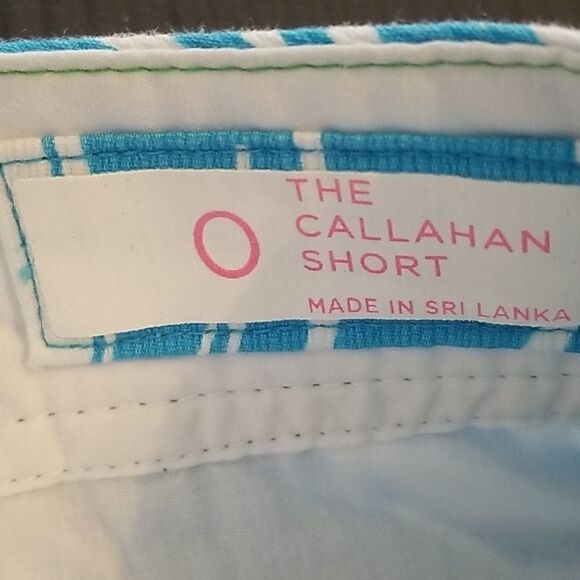 0
THE
CALLAHAN
SHORT
MADE IN SRI LANKA